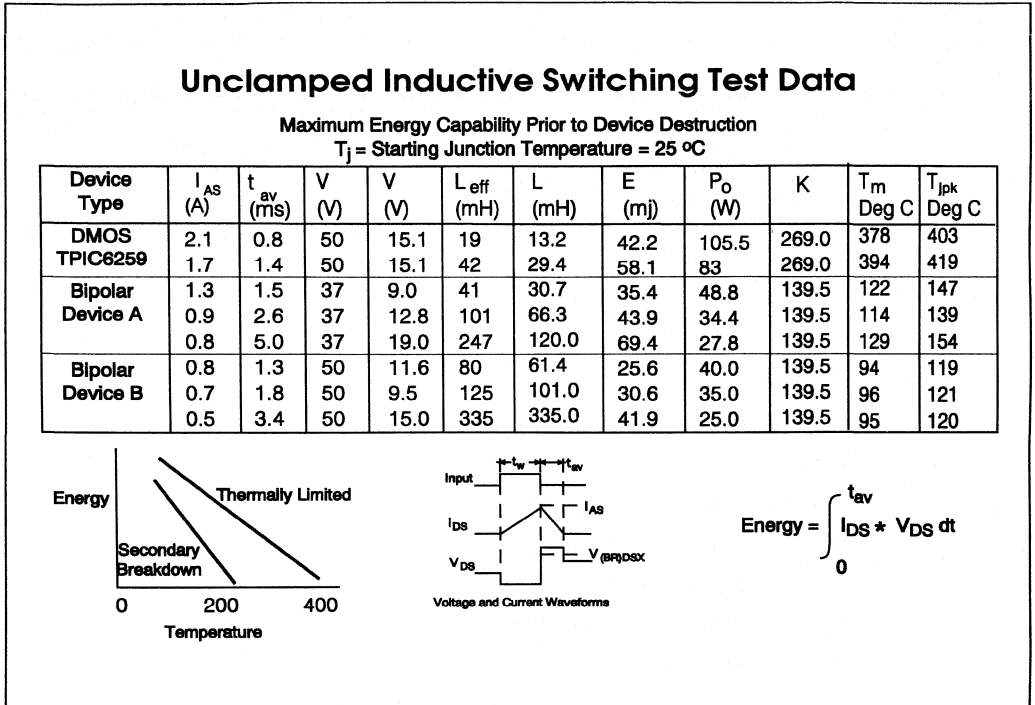 Unclamped Inductive Switching Test Data
Maximum Energy Capability Prior to Device Destruction
Tj = Starting Junction Temperature = 25 ºC
Device Type I AS (A) t av (ms) V (V) V (V) L eff (mH) L (mH) E (mj) Po (W) K Tm Deg C Tjpk Deg C
DMOS TPIC6259 2.1 0.8 50 15.1 19 13.2 42.2 105.5 269.0 378 403
1.7 1.4 50 15.1 42 29.4 58.1 83 269.0 394 419
Bipolar Device A 1.3 1.5 37 9.0 41 30.7 35.4 48.8 139.5 122 147
0.9 2.6 37 12.8 101 66.3 43.9 34.4 139.5 114 139
0.8 5.0 37 19.0 247 120.0 69.4 27.8 139.5 129 154
Bipolar Device B 0.8 1.3 50 11.6 80 61.4 25.6 40.0 139.5 94 119
0.7 1.8 50 9.5 125 101.0 30.6 35.0 139.5 96 121
0.5 3.4 50 15.0 335 335.0 41.9 25.0 139.5 95 120
Energy
Thermally Limited
Secondary
Breakdown
0 200 400
Temperature
tw tav
Input
IAS
IDS
V (BR)DSX
V DS
Voltage and Current Waveforms
tav
Energy = ∫ IDS * VDS dt
0